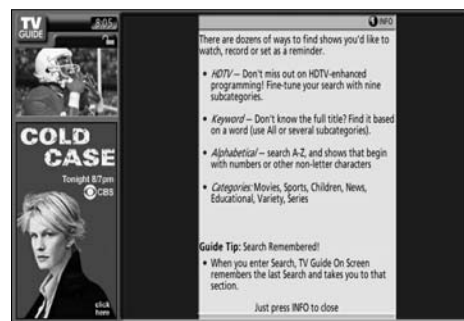 TV
GUIDE
8:05
INFO
There are dozens of ways to find shows you'd like to
watch, record or set as a reminder.
• HDTV – Don't miss out on HDTV-enhanced
programming! Fine-tune your search with nine
subcategories.
• Keyword – Don't know the full title? Find it based
on a word (use All or several subcategories).
• Alphabetical – search A-Z, and shows that begin
with numbers or other non-letter characters
• Categories: Movies, Sports, Children, News,
Educational, Variety, Series
Guide Tip: Search Remembered!
• When you enter Search, TV Guide On Screen
remembers the last Search and takes you to that
section.
Just press INFO to close
COLD
CASE
Tonight 8/7pm
CBS
click
here